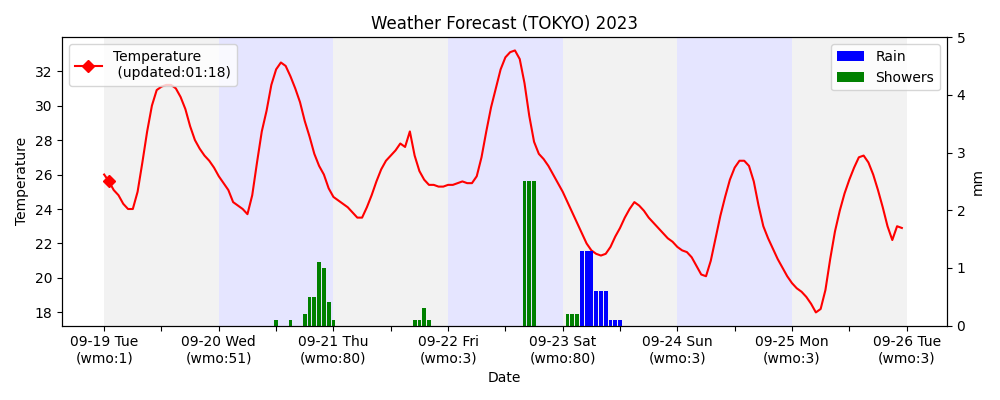 Weather Forecast (TOKYO) 2023
Temperature
(updated:01:18)
Rain
Showers
Temperature
32
30
28
26
24
22
20
18
5
4
3
2
1
0
mm
09-19 Tue
(wmo:1)
09-20 Wed
(wmo:51)
09-21 Thu
(wmo:80)
09-22 Fri
(wmo:3)
09-23 Sat
(wmo:80)
09-24 Sun
(wmo:3)
09-25 Mon
(wmo:3)
09-26 Tue
(wmo:3)
Date